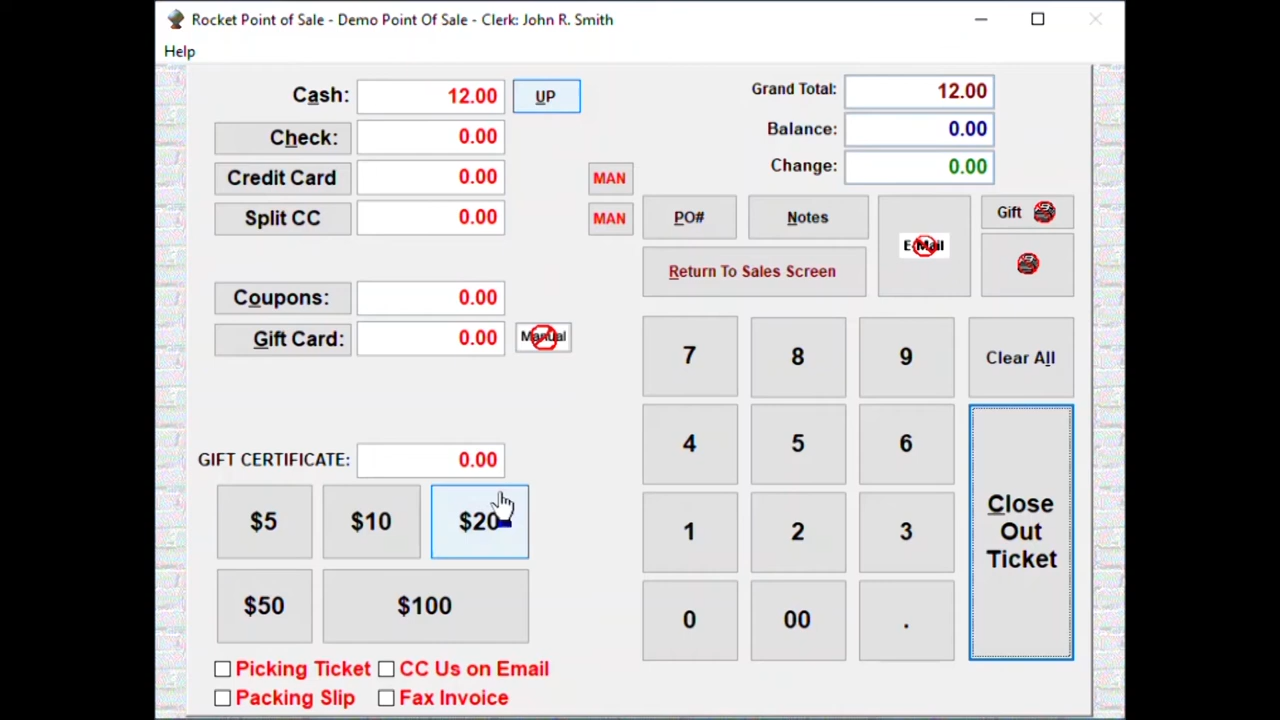 Rocket Point of Sale - Demo Point Of Sale - Clerk: John R. Smith
Help
Cash: 12.00 UP
Check: 0.00
Credit Card 0.00 MAN
Split CC 0.00 MAN
Coupons: 0.00
Gift Card: 0.00 Manual
GIFT CERTIFICATE: 0.00
$5 $10 $20
$50 $100
Picking Ticket CC Us on Email
Packing Slip Fax Invoice
Grand Total: 12.00
Balance: 0.00
Change: 0.00
PO# Notes E-Mail Gift
Return To Sales Screen
7 8 9 Clear All
4 5 6
1 2 3
0 00 .
Close
Out
Ticket